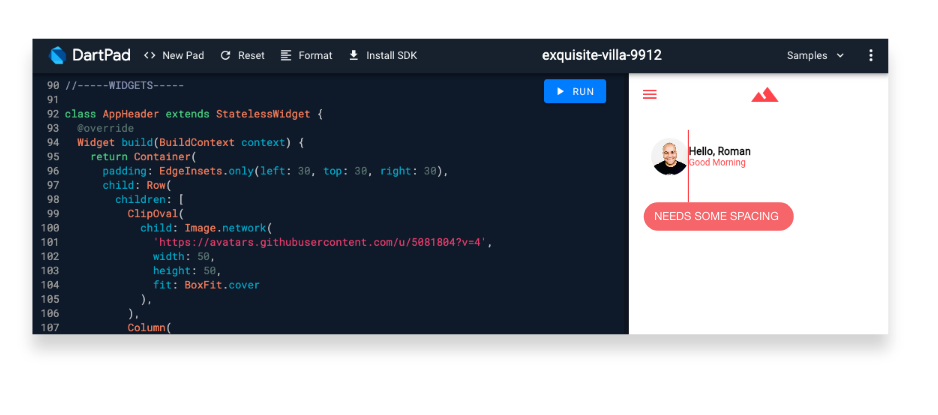 DartPad <> New Pad Reset Format Install SDK exquisite-villa-9912 Samples
RUN
90 //-----WIDGETS-----
91
92 class AppHeader extends StatelessWidget {
93   @override
94   Widget build(BuildContext context) {
95     return Container(
96       padding: EdgeInsets.only(left: 30, top: 30, right: 30),
97       child: Row(
98         children: [
99           ClipOval(
100             child: Image.network(
101               'https://avatars.githubusercontent.com/u/5081804?v=4',
102               width: 50,
103               height: 50,
104               fit: BoxFit.cover
105             ),
106           ),
107           Column(
Hello, Roman
Good Morning
NEEDS SOME SPACING